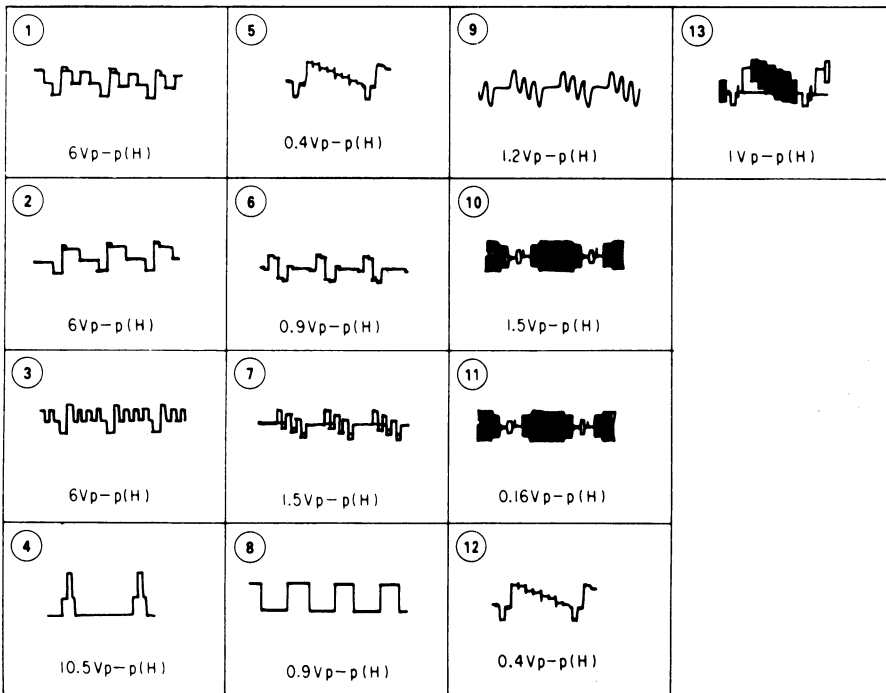 1
5
9
13
6Vp-p(H)
0.4Vp-p(H)
1.2Vp-p(H)
1Vp-p(H)
2
6
10
6Vp-p(H)
0.9Vp-p(H)
1.5Vp-p(H)
3
7
11
6Vp-p(H)
1.5Vp-p(H)
0.16Vp-p(H)
4
8
12
10.5Vp-p(H)
0.9Vp-p(H)
0.4Vp-p(H)